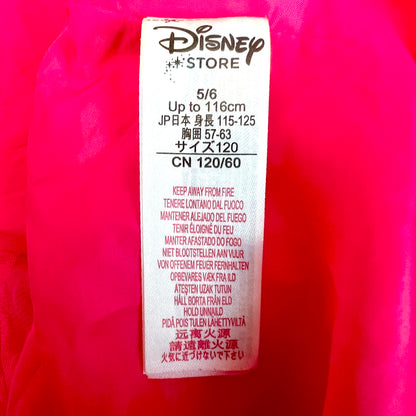 Disney
STORE
5/6
Up to 116cm
JP日本 身長 115-125
胸囲 57-63
サイズ120
CN 120/60
KEEP AWAY FROM FIRE
TENERE LONTANO DAL FUOCO
MANTENER ALEJADO DEL FUEGO
TENIR ÉLOIGNÉ DU FEU
MANTER AFASTADO DO FOGO
NIET BLOOTSTELLEN AAN VUUR
VON OFFENEM FEUER FERNHALTEN
OPBEVARES VÆK FRA ILD
ATEŞTEN UZAK TUTUN
HÅLL BORTA FRÅN ELD
HOLD UNNAILD
PIDÄ POIS TULEN LÄHETTYVILTÄ
远离火源
請遠離火源
火気に近づけないで下さい